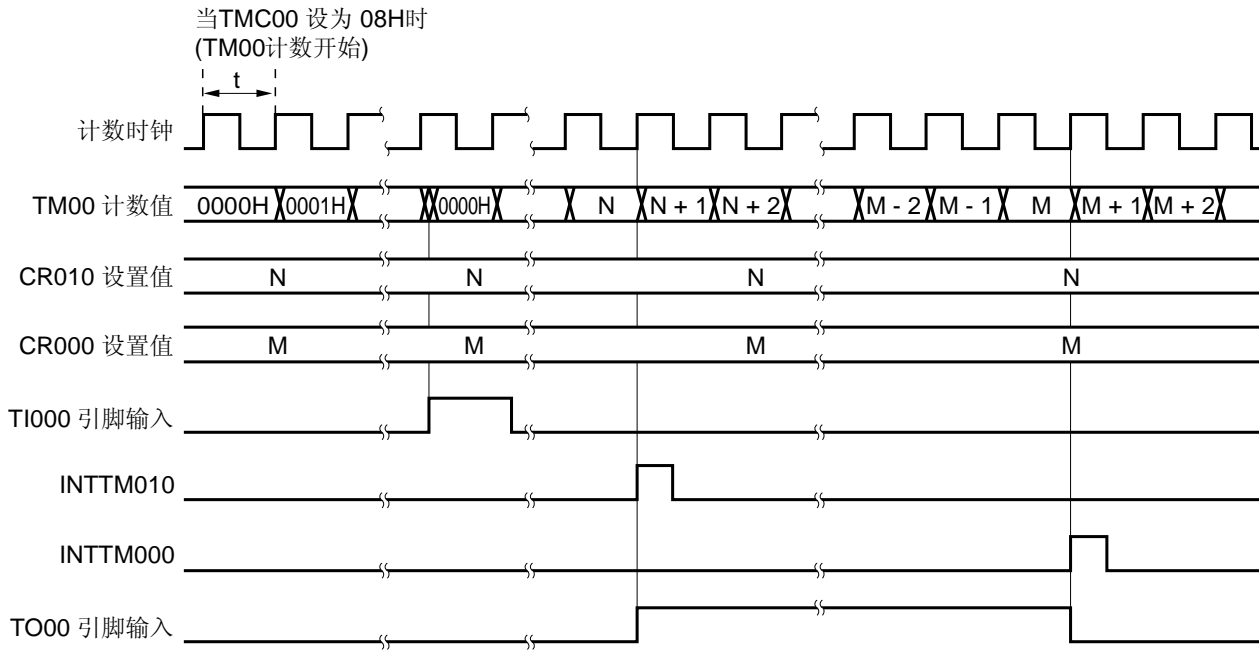 当TMC00 设为 08H时
(TM00计数开始)
t
计数时钟
TM00 计数值 0000H 0001H 0000H N N + 1 N + 2 M - 2 M - 1 M M + 1 M + 2
CR010 设置值 N N N N
CR000 设置值 M M M M
TI000 引脚输入
INTTM010
INTTM000
TO00 引脚输入